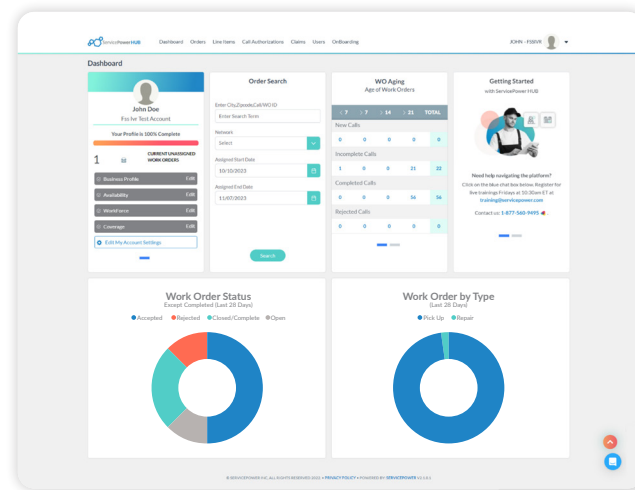 ServicePowerHUB Dashboard Orders Line Items Call Authorizations Claims Users OnBoarding JOHN - FSSIVE
Dashboard
John Doe
Fss Ive Test Account
Your Profile is 100% Complete
1 CURRENT UNASSIGNED
WORK ORDERS
Business Profile Edit
Availability Edit
Workforce Edit
Coverage Edit
Edit My Account Settings
Order Search
Enter City,Zipcode,Call/WO ID
Enter Search Term
Network
Select
Assigned Start Date
10/10/2023
Assigned End Date
11/07/2023
Search
WO Aging
Age of Work Orders
< 7 > 7 > 14 > 21 TOTAL
New Calls
0 0 0 0 0
Incomplete Calls
1 0 0 21 22
Completed Calls
0 0 0 56 56
Rejected Calls
0 0 0 0 0
Getting Started
with ServicePower
Need help navigating the platform?
Click on the blue chat box below. Register for
live trainings Fridays at 10:30am ET at
training@servicepower.com
Contact us: 1-877-560-9495
Work Order Status
Except Completed (Last 28 Days)
Accepted Rejected Closed/Complete Open
Work Order by Type
(Last 28 Days)
Pick Up Repair
© SERVICEPOWER INC, ALL RIGHTS RESERVED • PRIVACY POLICY • POWERED BY SERVICEPOWER